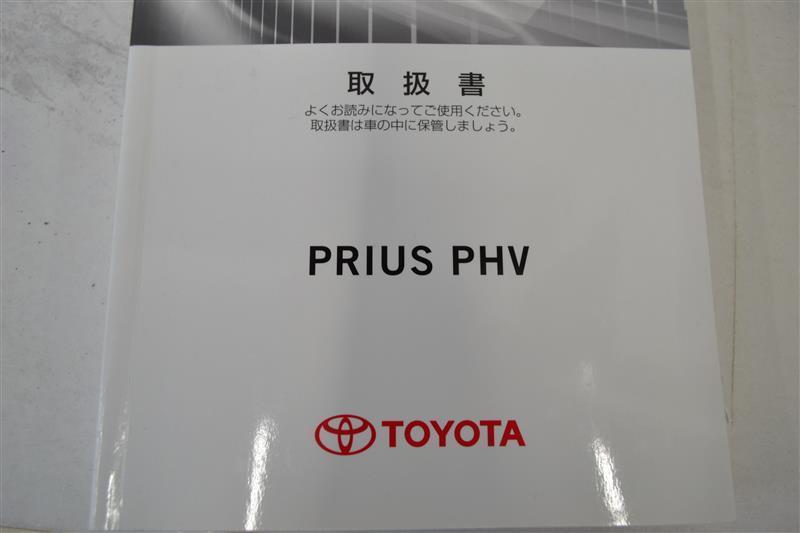 取扱書
よくお読みになってご使用ください。
取扱書は車の中に保管しましょう。
PRIUS PHV
TOYOTA